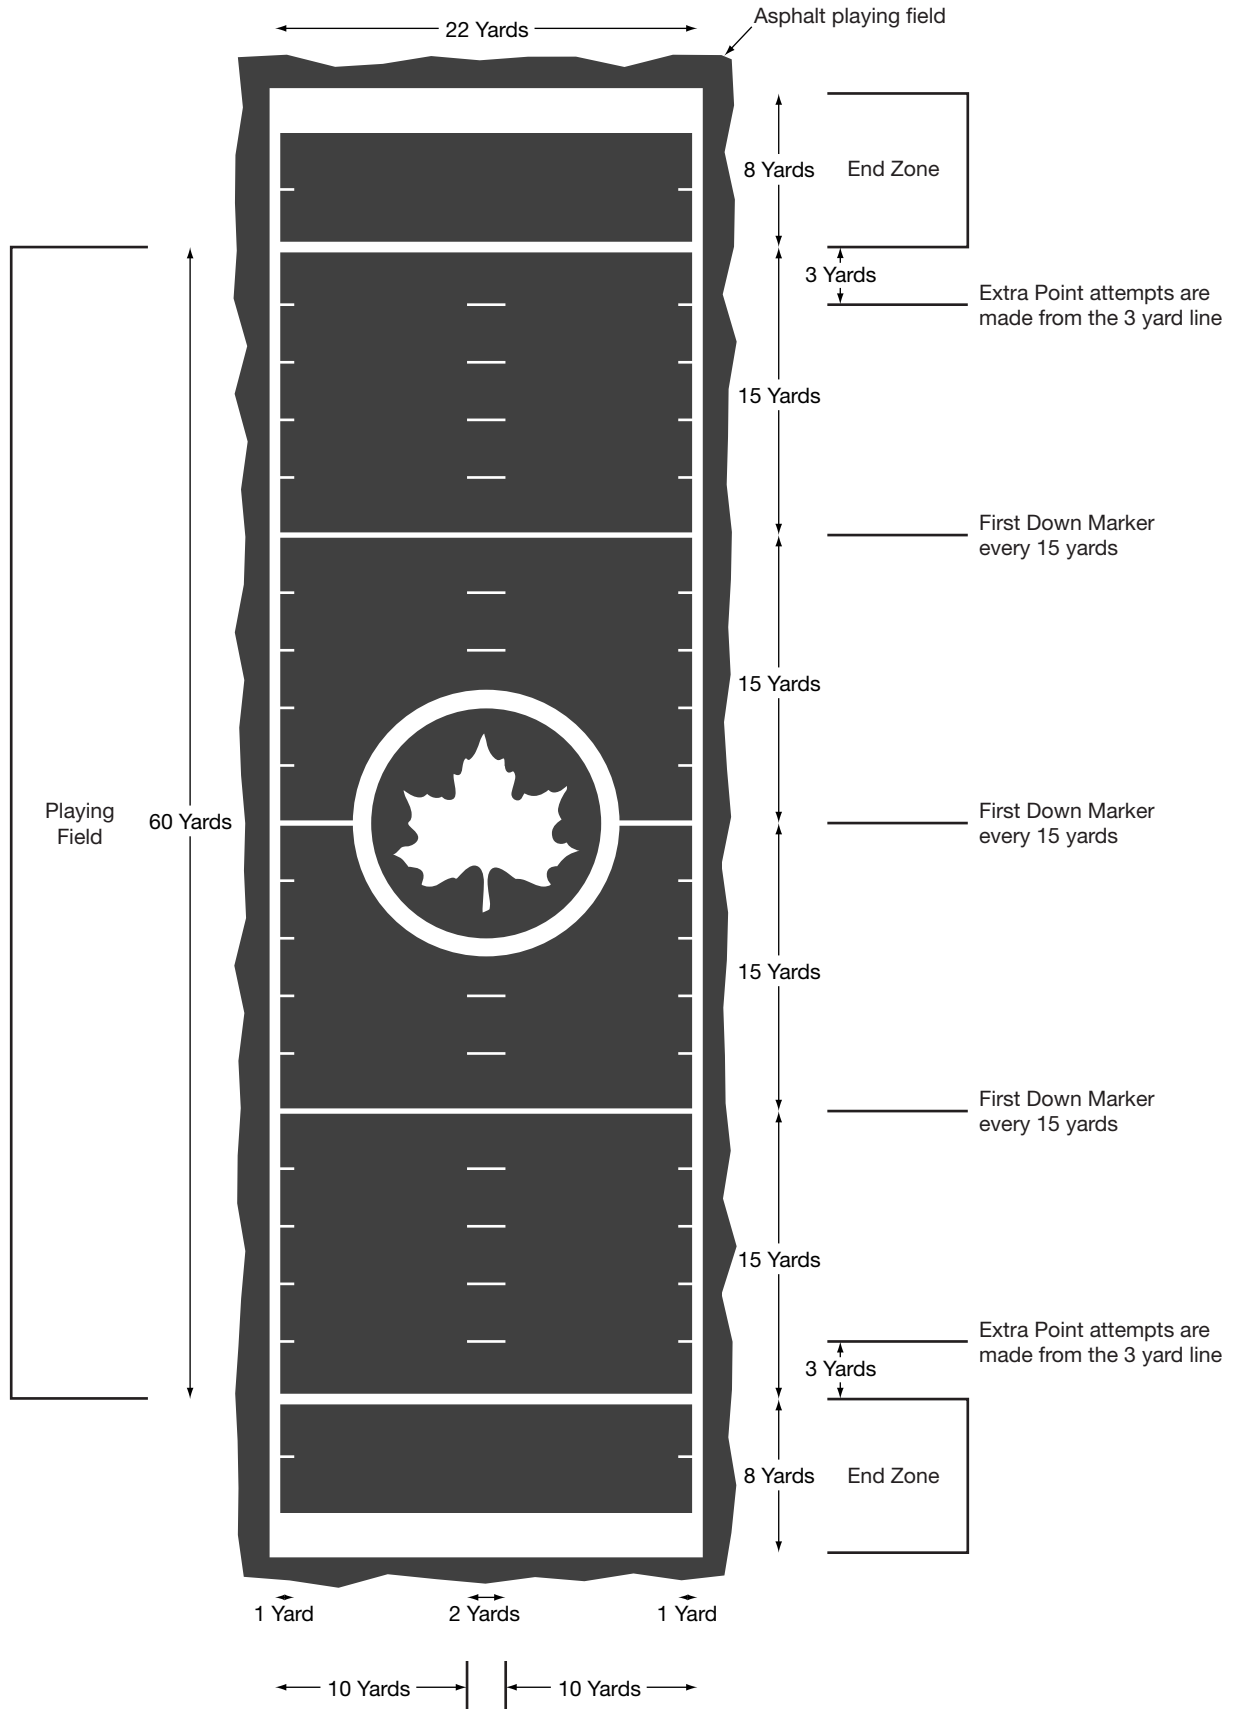 22 Yards
Asphalt playing field
8 Yards
End Zone
3 Yards
Extra Point attempts are
made from the 3 yard line
15 Yards
First Down Marker
every 15 yards
15 Yards
Playing
Field
60 Yards
First Down Marker
every 15 yards
15 Yards
First Down Marker
every 15 yards
15 Yards
Extra Point attempts are
made from the 3 yard line
3 Yards
8 Yards
End Zone
1 Yard
2 Yards
1 Yard
10 Yards
10 Yards